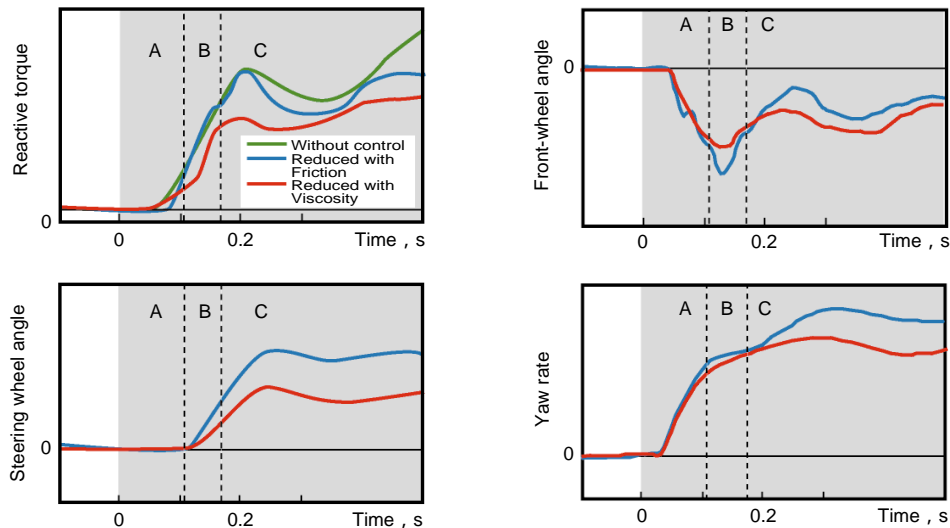 Reactive torque
A B C
Without control
Reduced with
Friction
Reduced with
Viscosity
0
0 0.2 Time , s
Front-wheel angle
A B C
0
0 0.2 Time , s
Steering wheel angle
A B C
0
0 0.2 Time , s
Yaw rate
A B C
0
0 0.2 Time , s